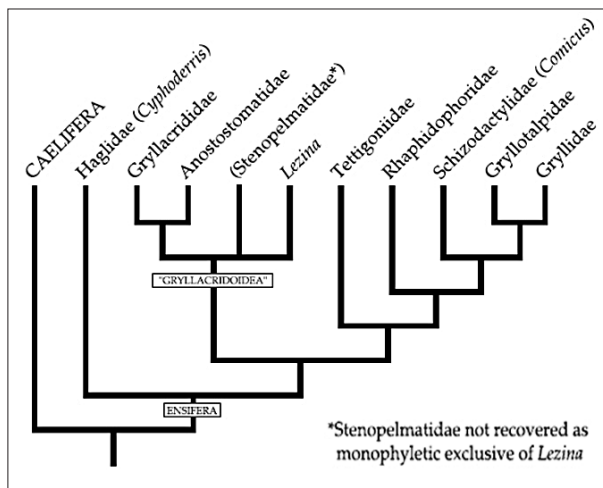 CAELIFERA
Haglidae (Cyphoderris)
Gryllacrididae
Anostostomatidae
(Stenopelmatidae*)
Lezina
Tettigoniidae
Rhaphidophoridae
Schizodactylidae (Comicus)
Gryllotalpidae
Gryllidae
"GRYLLACRIDOIDEA"
ENSIFERA
*Stenopelmatidae not recovered as
monophyletic exclusive of Lezina